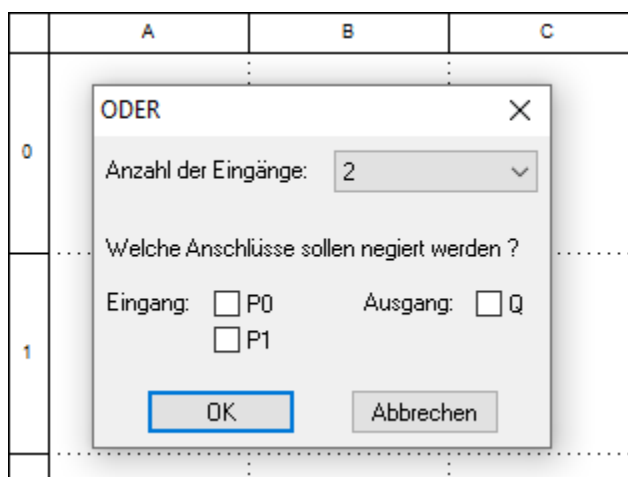 A B C
ODER
0
Anzahl der Eingänge: 2
Welche Anschlüsse sollen negiert werden ?
Eingang: P0 Ausgang: Q
P1
1
OK Abbrechen